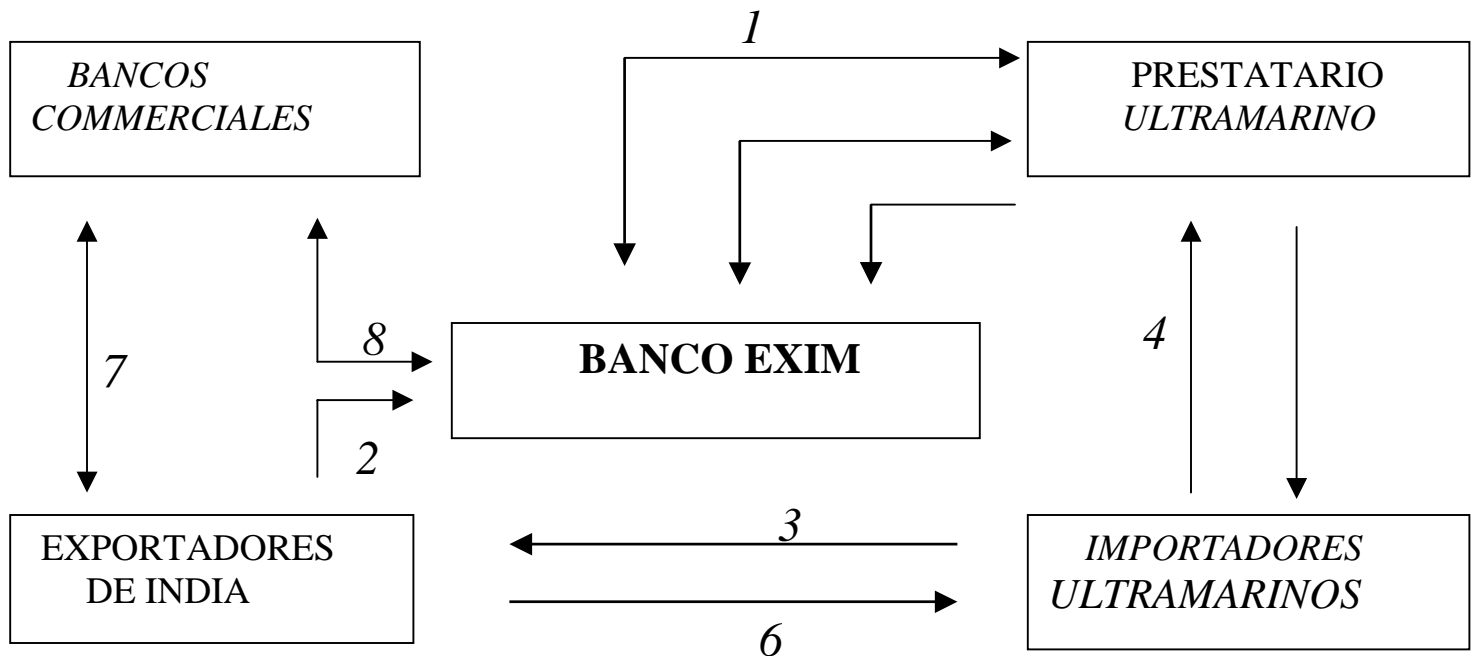 1
BANCOS
COMMERCIALES
PRESTATARIO
ULTRAMARINO
8
BANCO EXIM
4
7
2
EXPORTADORES
DE INDIA
3
6
IMPORTADORES
ULTRAMARINOS